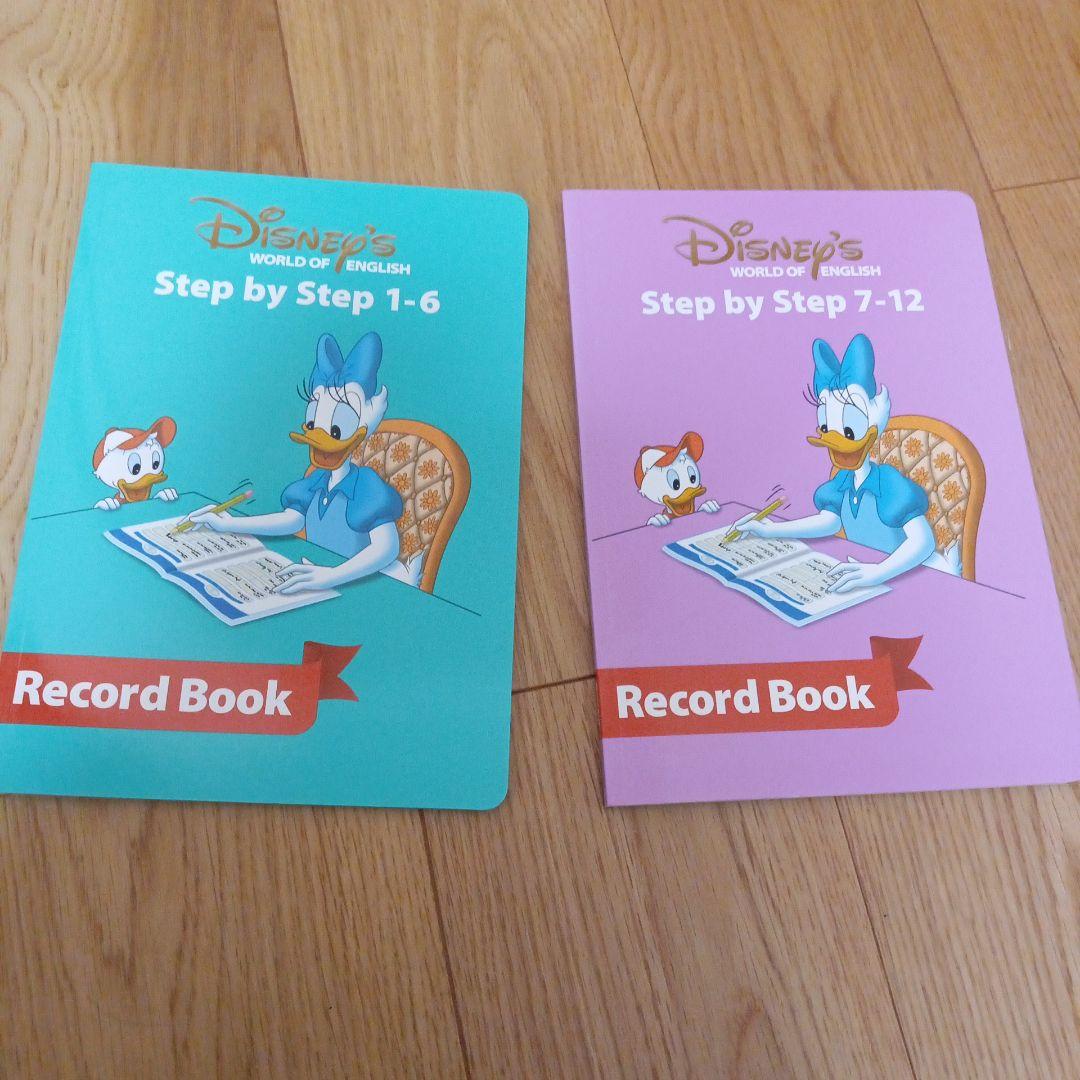 Disney's
WORLD OF ENGLISH
Step by Step 1-6
Record Book
Disney's
WORLD OF ENGLISH
Step by Step 7-12
Record Book